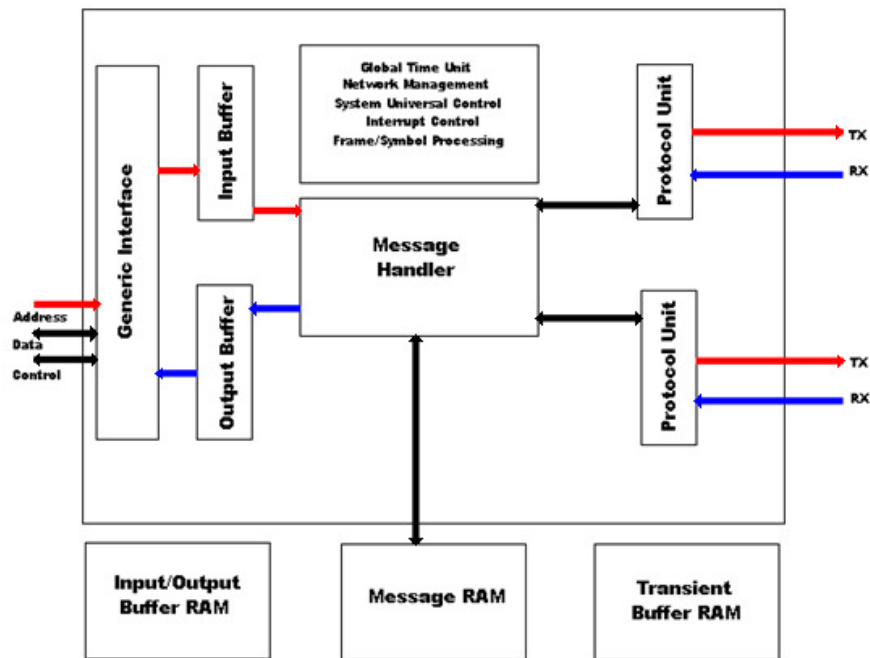 Global Time Unit
Network Management
System Universal Control
Interrupt Control
Frame/Symbol Processing
Generic Interface
Input Buffer
Output Buffer
Message
Handler
Protocol Unit
TX
RX
Protocol Unit
TX
RX
Address
Data
Control
Input/Output
Buffer RAM
Message RAM
Transient
Buffer RAM